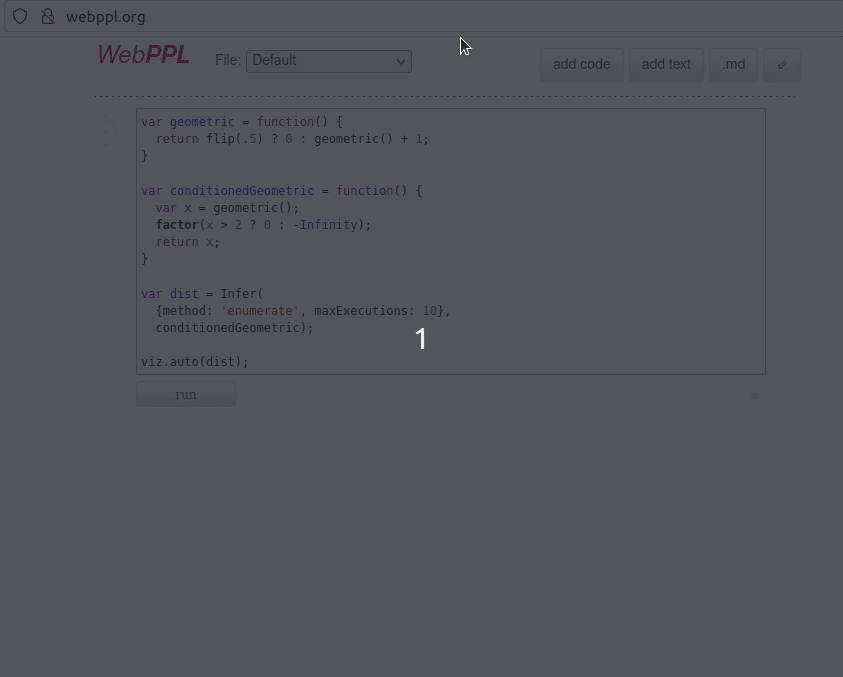 webppl.org
WebPPL File: Default add code add text .md
var geometric = function() {
  return flip(.5) ? 0 : geometric() + 1;
}
var conditionedGeometric = function() {
  var x = geometric();
  factor(x > 2 ? 0 : -Infinity);
  return x;
}
var dist = Infer(
  {method: 'enumerate', maxExecutions: 10},
  conditionedGeometric);
1
viz.auto(dist);
run